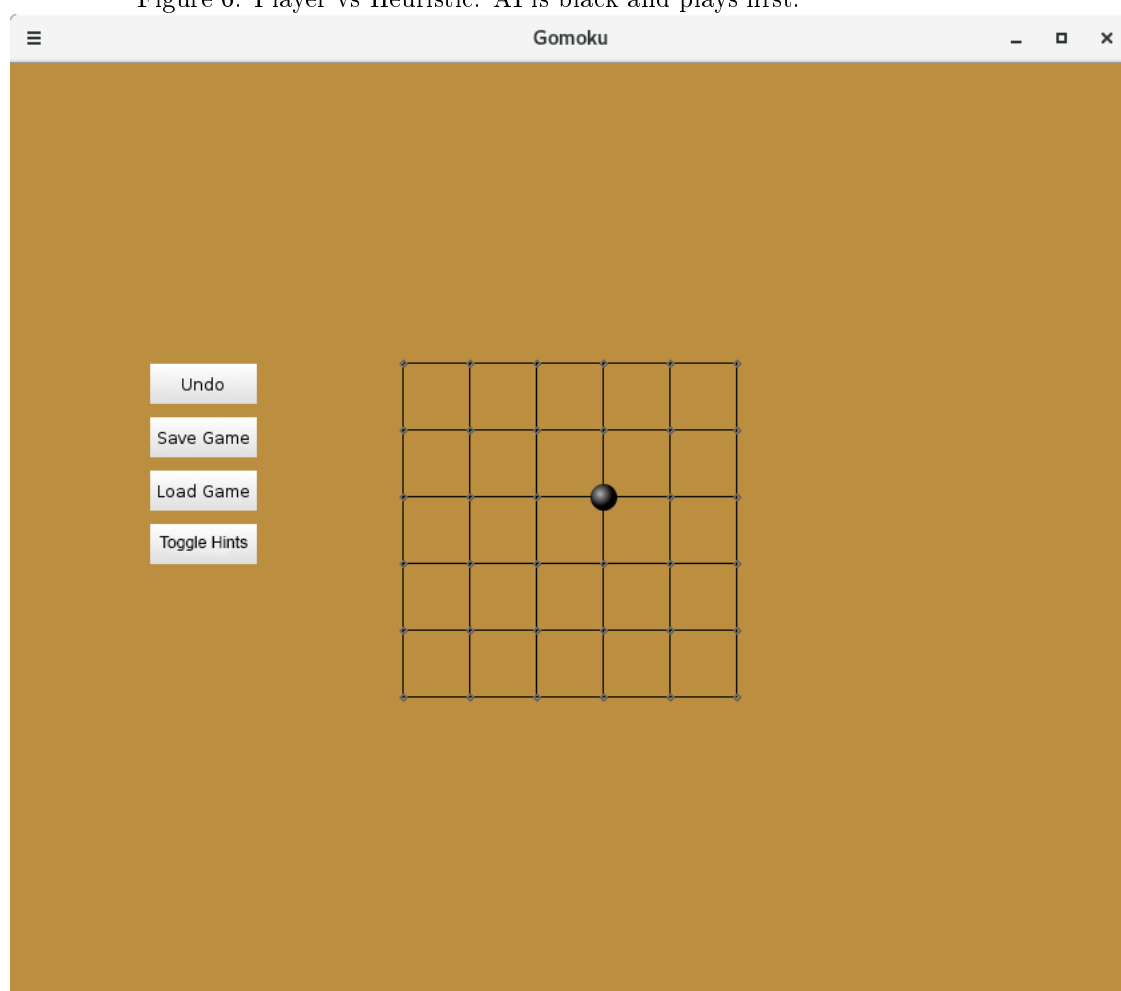 Figure 6: Player vs Heuristic. AI is black and plays first.
Gomoku
Undo
Save Game
Load Game
Toggle Hints